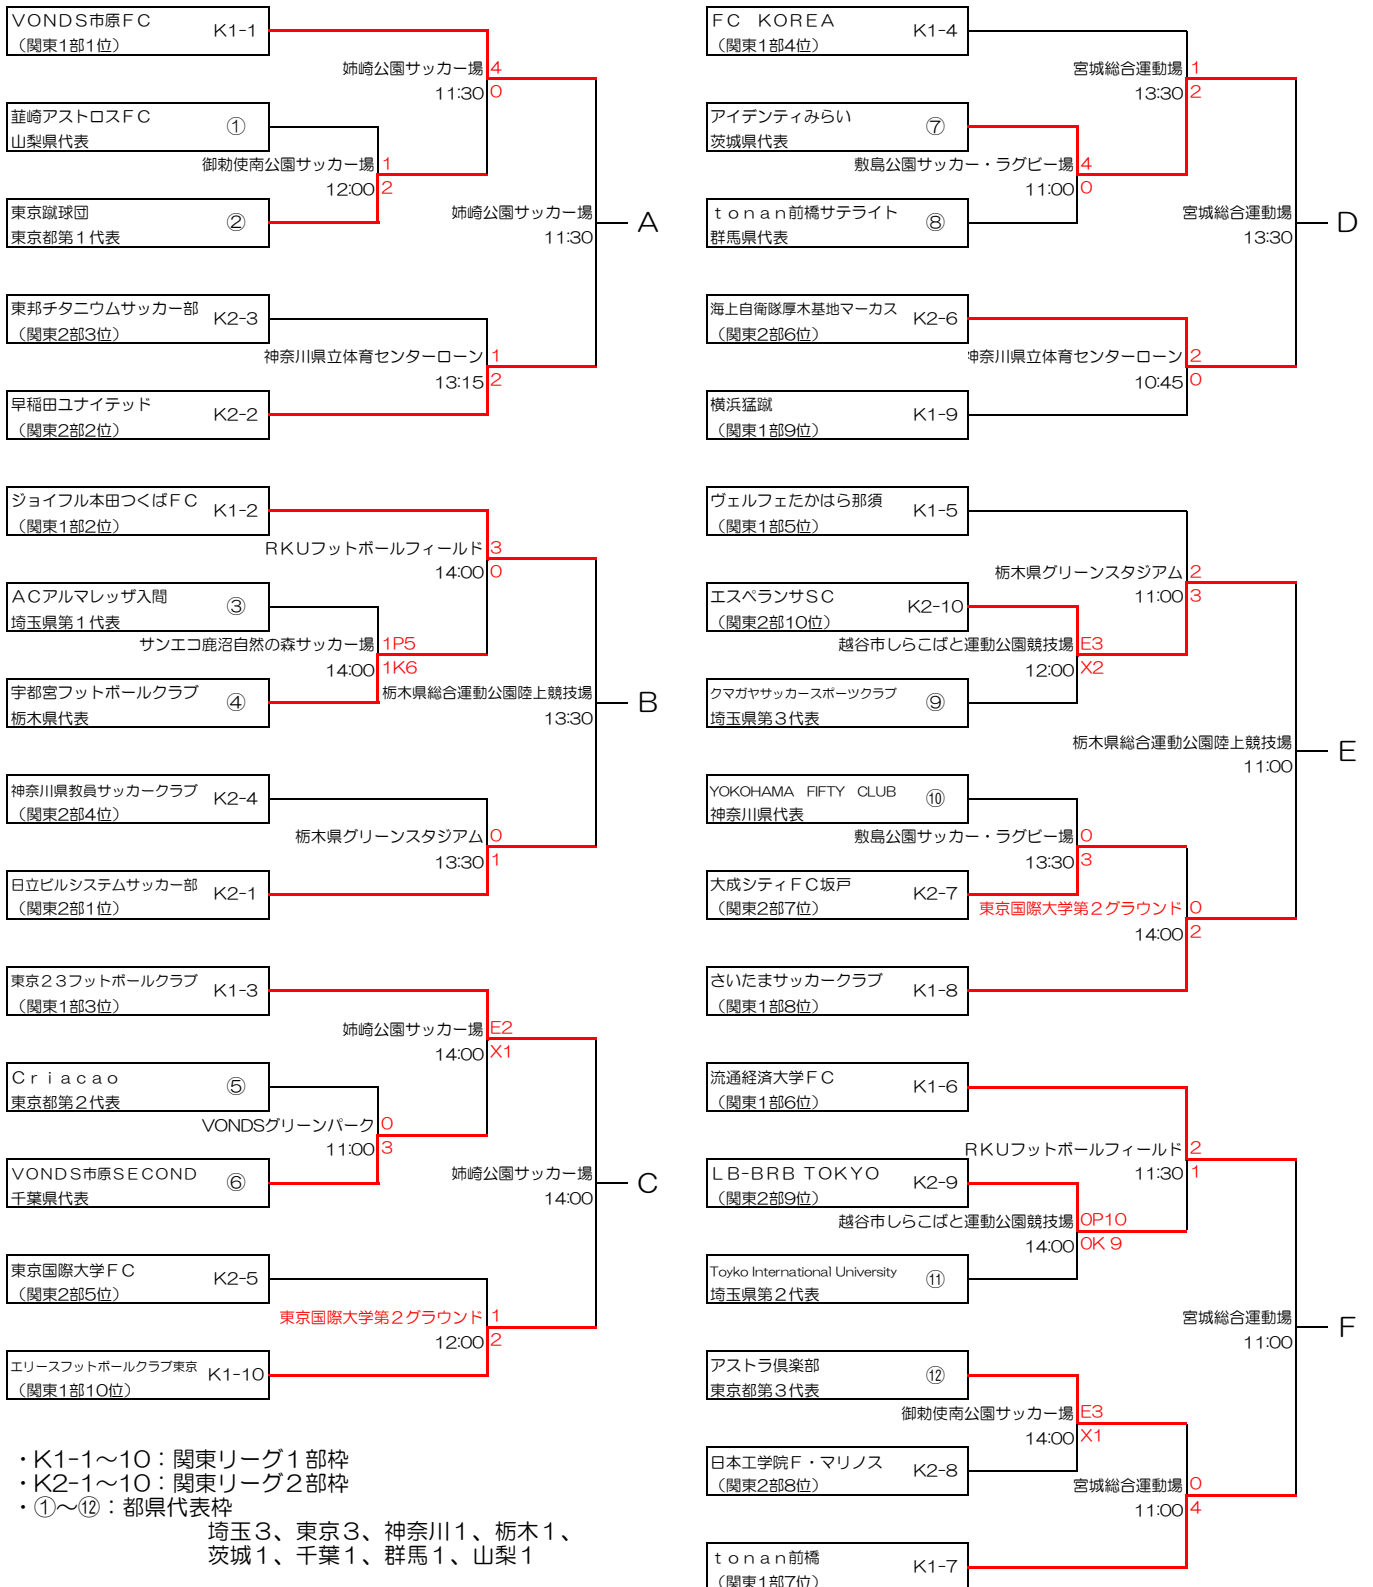 ＶＯＮＤＳ市原ＦＣ
（関東1部1位）
K1-1
姉崎公園サッカー場
4
11:30
0
韮崎アストロスＦＣ
山梨県代表
①
御勅使南公園サッカー場
1
12:00
2
東京蹴球団
東京都第１代表
②
姉崎公園サッカー場
11:30
A
東邦チタニウムサッカー部
（関東2部3位）
K2-3
神奈川県立体育センターローン
1
13:15
2
早稲田ユナイテッド
（関東2部2位）
K2-2
ジョイフル本田つくばＦＣ
（関東1部2位）
K1-2
ＲＫＵフットボールフィールド
3
14:00
0
ＡＣアルマレッザ入間
埼玉県第１代表
③
サンエコ鹿沼自然の森サッカー場
1P5
14:00
1K6
宇都宮フットボールクラブ
栃木県代表
④
栃木県総合運動公園陸上競技場
13:30
B
神奈川県教員サッカークラブ
（関東2部4位）
K2-4
栃木県グリーンスタジアム
0
13:30
1
日立ビルシステムサッカー部
（関東2部1位）
K2-1
東京２３フットボールクラブ
（関東1部3位）
K1-3
姉崎公園サッカー場
E2
14:00
X1
Ｃｒｉａｃａｏ
東京都第２代表
⑤
VONDSグリーンパーク
0
11:00
3
ＶＯＮＤＳ市原ＳＥＣＯＮＤ
千葉県代表
⑥
姉崎公園サッカー場
14:00
C
東京国際大学ＦＣ
（関東2部5位）
K2-5
東京国際大学第２グラウンド
1
12:00
2
エリースフットボールクラブ東京
（関東1部10位）
K1-10
・K1-1～10：関東リーグ１部枠
・K2-1～10：関東リーグ２部枠
・①～⑫：都県代表枠
埼玉３、東京３、神奈川１、栃木１、
茨城１、千葉１、群馬１、山梨１
ＦＣ　ＫＯＲＥＡ
（関東1部4位）
K1-4
宮城総合運動場
1
13:30
2
アイデンティみらい
茨城県代表
⑦
敷島公園サッカー・ラグビー場
4
11:00
0
ｔｏｎａｎ前橋サテライト
群馬県代表
⑧
宮城総合運動場
13:30
D
海上自衛隊厚木基地マーカス
（関東2部6位）
K2-6
神奈川県立体育センターローン
2
10:45
0
横浜猛蹴
（関東1部9位）
K1-9
ヴェルフェたかはら那須
（関東1部5位）
K1-5
栃木県グリーンスタジアム
2
11:00
3
エスペランサＳＣ
（関東2部10位）
K2-10
越谷市しらこばと運動公園競技場
E3
12:00
X2
クマガヤサッカースポーツクラブ
埼玉県第３代表
⑨
栃木県総合運動公園陸上競技場
11:00
E
YOKOHAMA　FIFTY　CLUB
神奈川県代表
⑩
敷島公園サッカー・ラグビー場
0
13:30
3
大成シティＦＣ坂戸
（関東2部7位）
K2-7
東京国際大学第２グラウンド
0
14:00
2
さいたまサッカークラブ
（関東1部8位）
K1-8
流通経済大学ＦＣ
（関東1部6位）
K1-6
ＲＫＵフットボールフィールド
2
11:30
1
ＬＢ-ＢＲＢ ＴＯＫＹＯ
（関東2部9位）
K2-9
越谷市しらこばと運動公園競技場
0P10
14:00
0K 9
Toyko International University
埼玉県第２代表
⑪
宮城総合運動場
11:00
F
アストラ倶楽部
東京都第３代表
⑫
御勅使南公園サッカー場
E3
14:00
X1
日本工学院Ｆ・マリノス
（関東2部8位）
K2-8
宮城総合運動場
0
11:00
4
ｔｏｎａｎ前橋
（関東1部7位）
K1-7